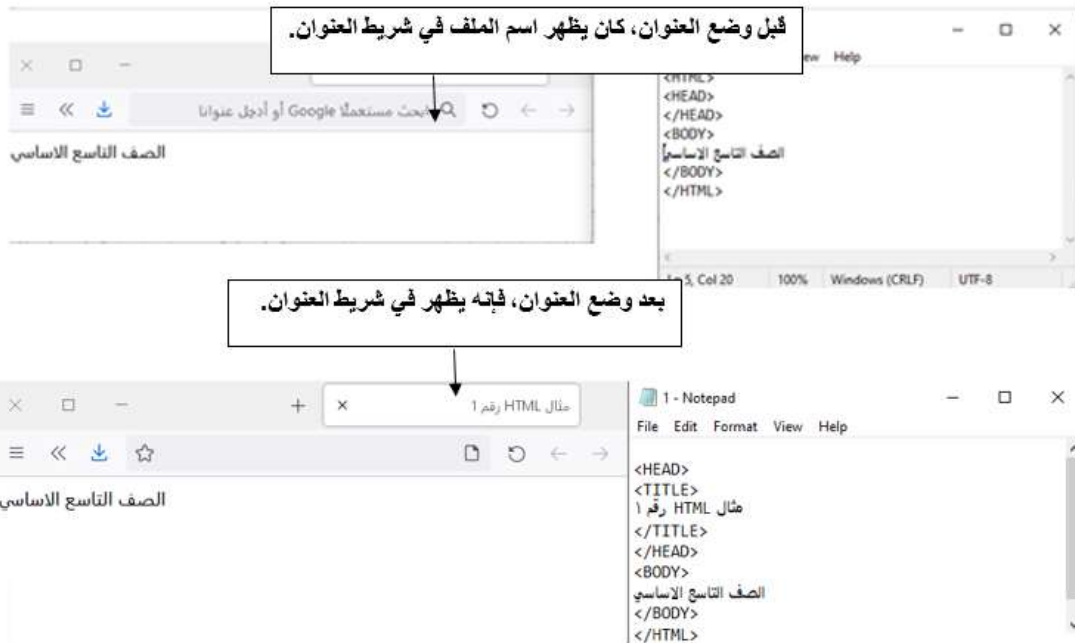 قبل وضع العنوان، كان يظهر اسم الملف في شريط العنوان.
ابحث مستعملًا Google أو أدخل عنوانا
الصف التاسع الاساسي
Help
<HTML>
<HEAD>
</HEAD>
<BODY>
الصف التاسع الاساسي
</BODY>
</HTML>
5, Col 20 100% Windows (CRLF) UTF-8
بعد وضع العنوان، فإنه يظهر في شريط العنوان.
مثال HTML رقم 1
الصف التاسع الاساسي
1 - Notepad
File Edit Format View Help
<HEAD>
<TITLE>
مثال HTML رقم ١
</TITLE>
</HEAD>
<BODY>
الصف التاسع الاساسي
</BODY>
</HTML>